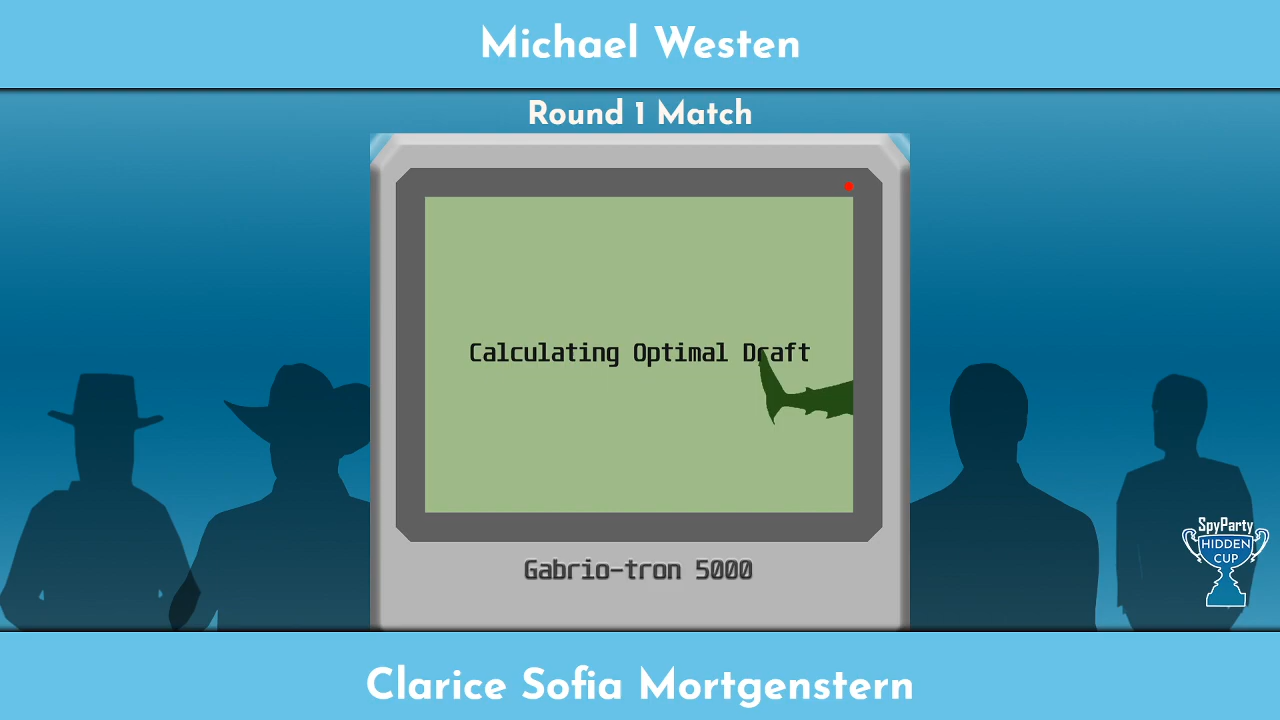 Michael Westen
Round 1 Match
Calculating Optimal Draft
Gabrio-tron 5000
SpyParty
HIDDEN
CUP
Clarice Sofia Mortgenstern